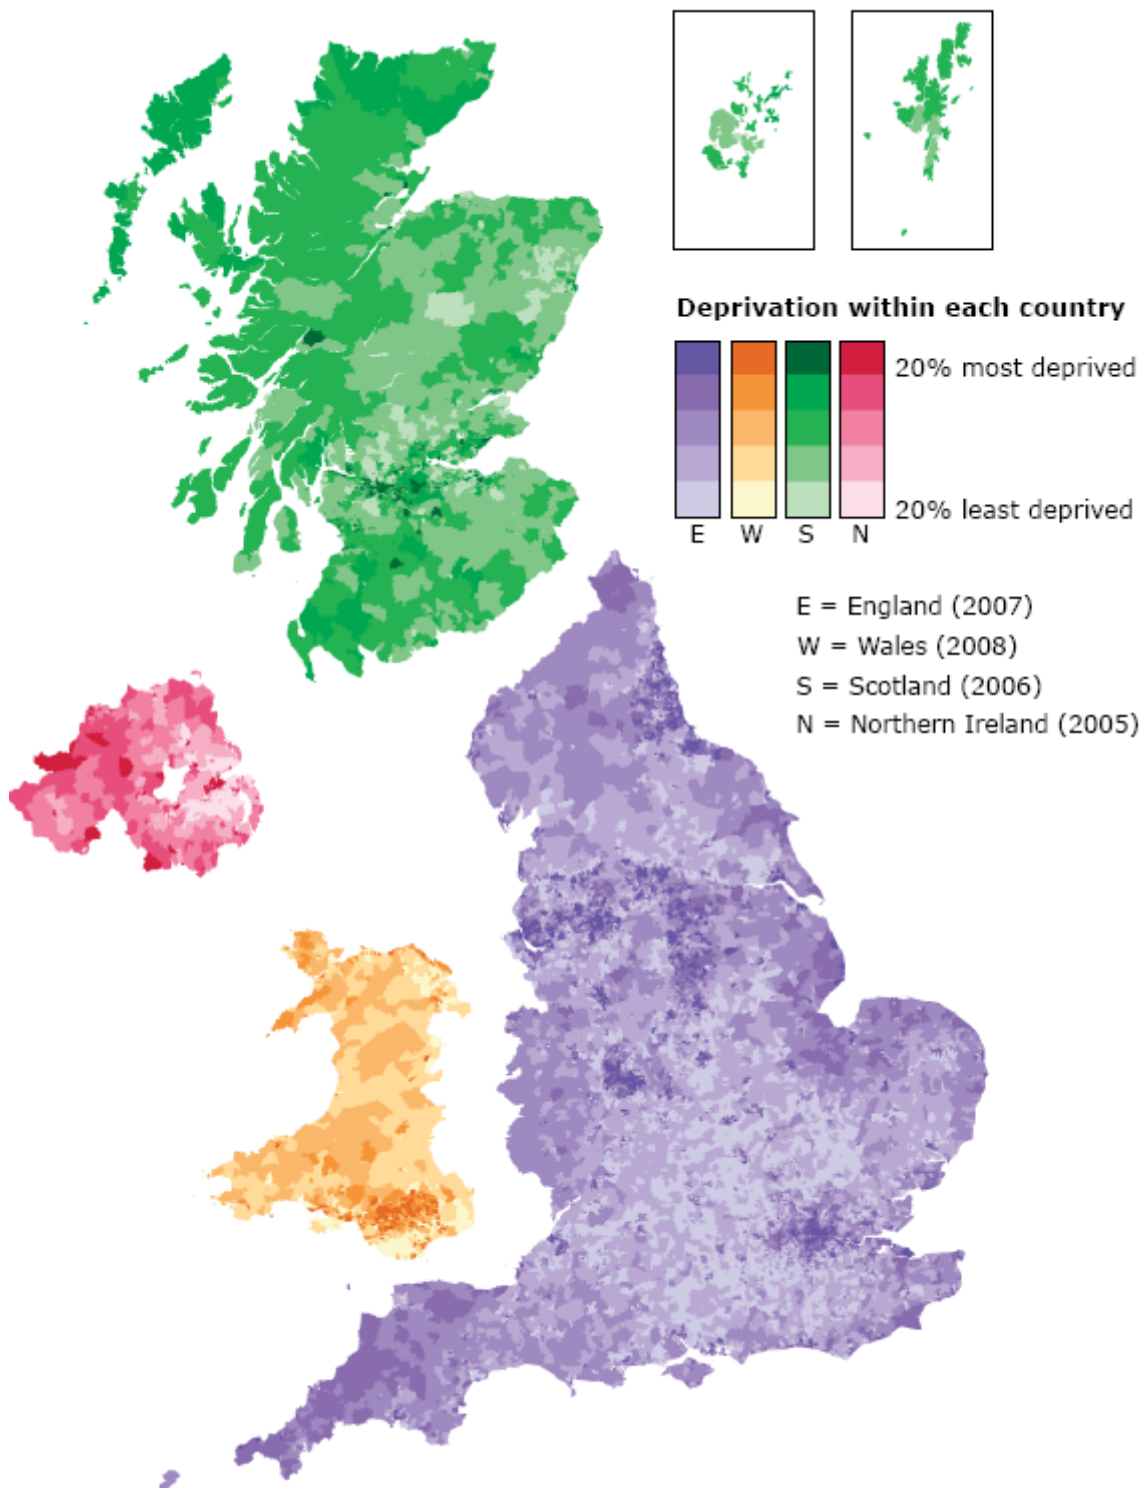 Deprivation within each country
20% most deprived
20% least deprived
E W S N
E = England (2007)
W = Wales (2008)
S = Scotland (2006)
N = Northern Ireland (2005)